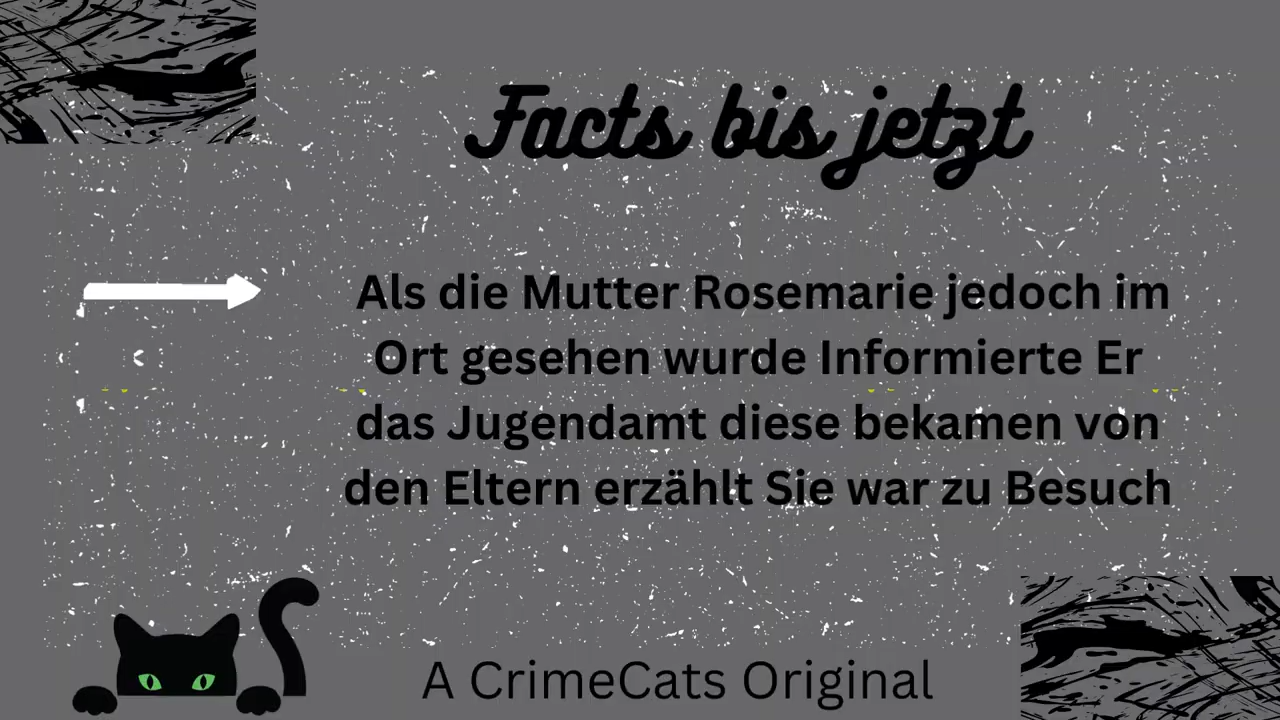 Facts bis jetzt
Als die Mutter Rosemarie jedoch im
Ort gesehen wurde Informierte Er
das Jugendamt diese bekamen von
den Eltern erzählt Sie war zu Besuch
A CrimeCats Original